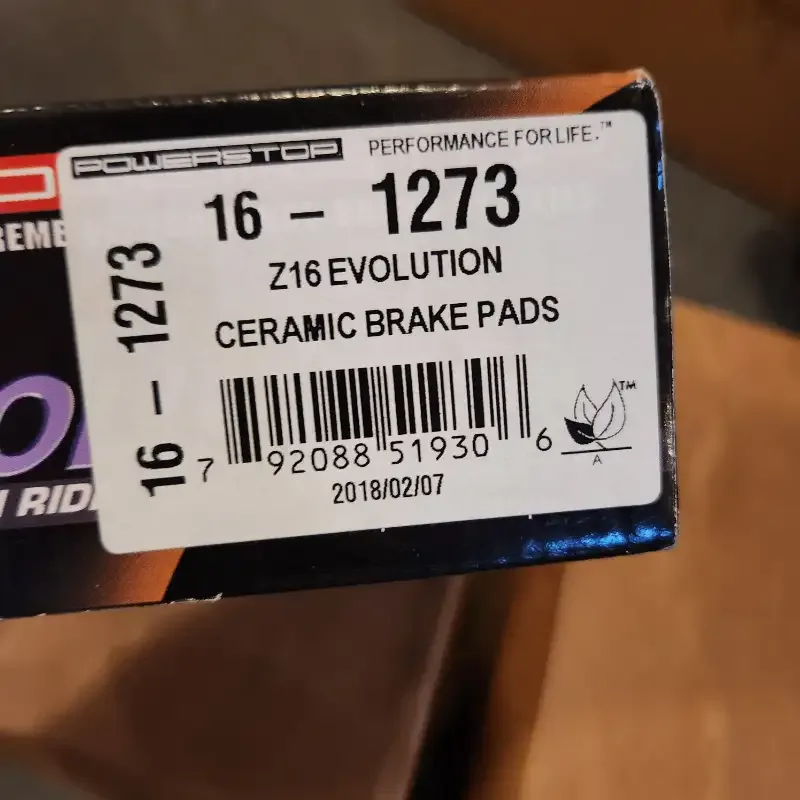 POWERSTOP PERFORMANCE FOR LIFE.™
16 - 1273
Z16 EVOLUTION
CERAMIC BRAKE PADS
16 - 1273
7 92088 51930 6
2018/02/07
TM
A